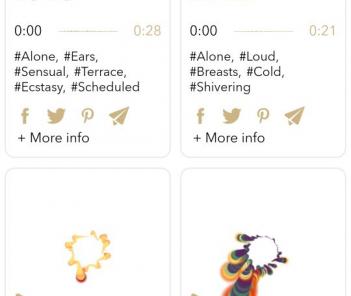 0:00 0:28
#Alone, #Ears,
#Sensual, #Terrace,
#Ecstasy, #Scheduled
+ More info
0:00 0:21
#Alone, #Loud,
#Breasts, #Cold,
#Shivering
+ More info